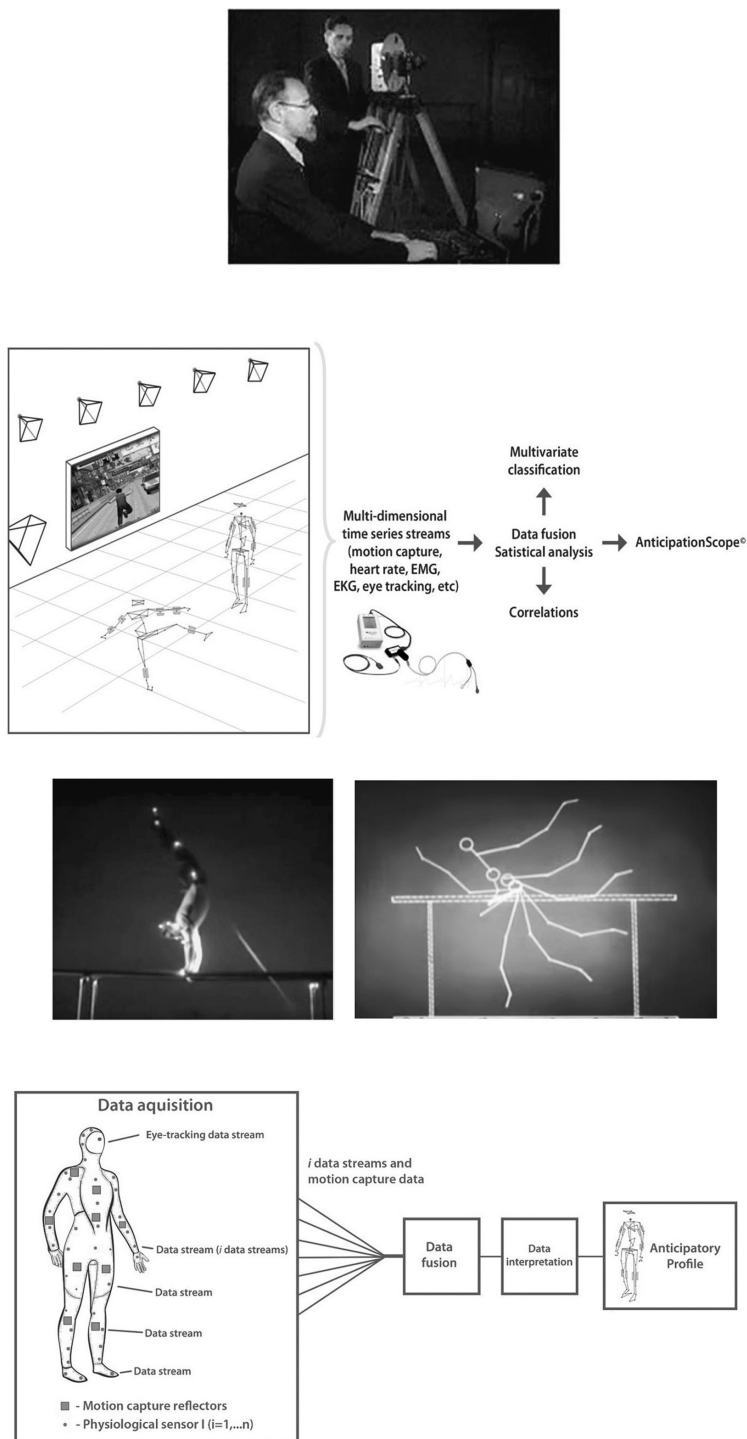 Multi-dimensional
time series streams
(motion capture,
heart rate, EMG,
EKG, eye tracking, etc)
Multivariate
classification
Data fusion
Satistical analysis
AnticipationScope©
Correlations
Data aquisition
Eye-tracking data stream
Data stream (i data streams)
Data stream
Data stream
Data stream
- Motion capture reflectors
- Physiological sensor I (i=1,...n)
i data streams and
motion capture data
Data
fusion
Data
interpretation
Anticipatory
Profile